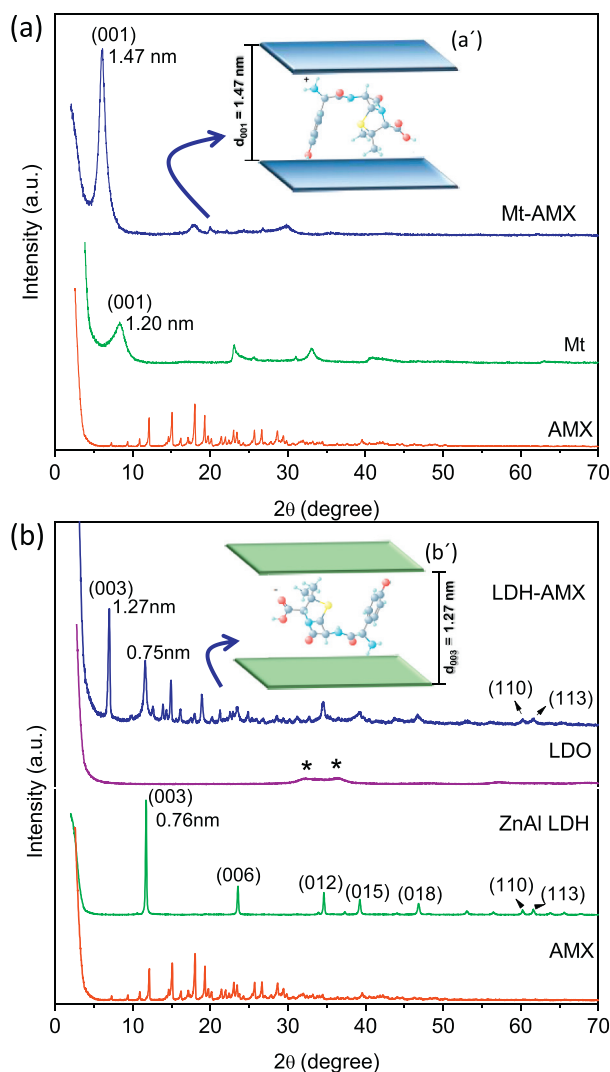 (a)
(001)
1.47 nm
(a´)
d001 = 1.47 nm
+
Mt-AMX
(001)
1.20 nm
Mt
AMX
Intensity (a.u.)
0 10 20 30 40 50 60 70
2θ (degree)
(b)
(003)
1.27nm
0.75nm
(b´)
-
d003 = 1.27 nm
LDH-AMX
(110)
(113)
LDO
* *
(003)
0.76nm
ZnAl LDH
(006)
(012)
(015)
(018)
(110)
(113)
AMX
Intensity (a.u.)
0 10 20 30 40 50 60 70
2θ (degree)